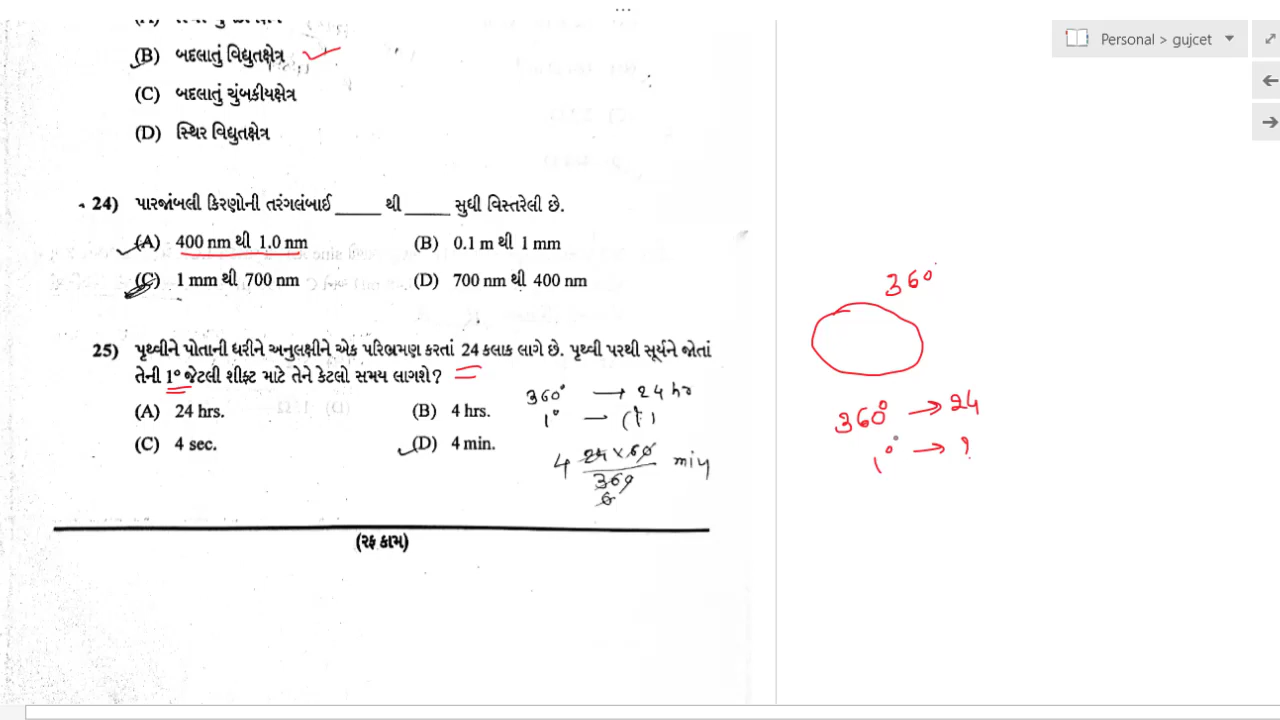 ...
Personal > gujcet
(B) બદલાતું વિદ્યુતક્ષેત્ર
(C) બદલાતું ચુંબકીયક્ષેત્ર
(D) સ્થિર વિદ્યુતક્ષેત્ર
24) પારજાંબલી કિરણોની તરંગલંબાઈ _____ થી _____ સુધી વિસ્તરેલી છે.
(A) 400 nm થી 1.0 nm (B) 0.1 m થી 1 mm
(C) 1 mm થી 700 nm (D) 700 nm થી 400 nm
25) પૃથ્વીને પોતાની ધરીને અનુલક્ષીને એક પરિભ્રમણ કરતાં 24 કલાક લાગે છે. પૃથ્વી પરથી સૂર્યને જોતાં
તેની 1° જેટલી શીફ્ટ માટે તેને કેટલો સમય લાગશે?
(A) 24 hrs. (B) 4 hrs.
(C) 4 sec. (D) 4 min.
360° → 24 hr
1° — (?)
4 24 × 60 min
360
6
(રફ કામ)
360°
360° → 24
1° → ?